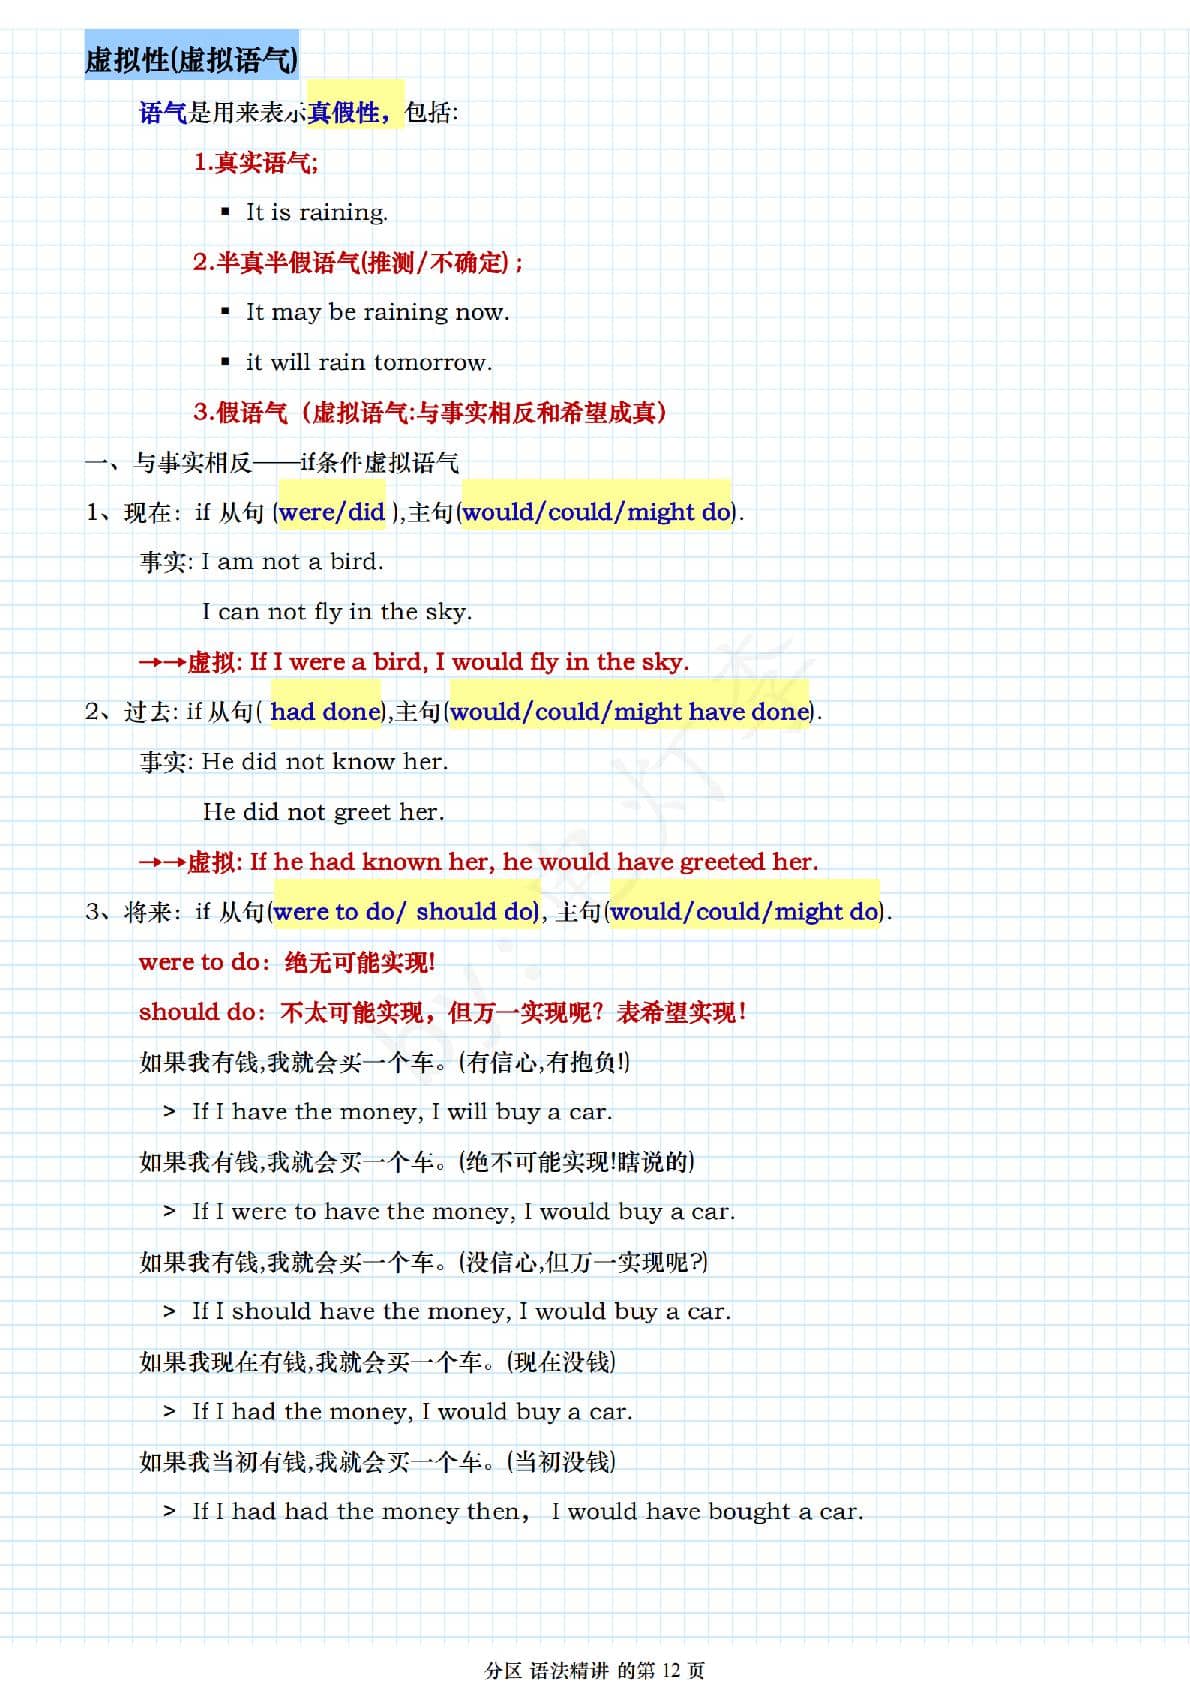 虚拟性(虚拟语气)
语气是用来表示真假性，包括:
1.真实语气;
▪ It is raining.
2.半真半假语气(推测/不确定) ;
▪ It may be raining now.
▪ it will rain tomorrow.
3.假语气（虚拟语气:与事实相反和希望成真）
一、与事实相反——if条件虚拟语气
1、现在：if 从句 (were/did ),主句(would/could/might do).
事实: I am not a bird.
I can not fly in the sky.
→→虚拟: If I were a bird, I would fly in the sky.
2、过去: if 从句( had done),主句(would/could/might have done).
事实: He did not know her.
He did not greet her.
→→虚拟: If he had known her, he would have greeted her.
3、将来：if 从句(were to do/ should do), 主句(would/could/might do).
were to do：绝无可能实现!
should do：不太可能实现，但万一实现呢？表希望实现！
如果我有钱,我就会买一个车。(有信心,有抱负!)
> If I have the money, I will buy a car.
如果我有钱,我就会买一个车。(绝不可能实现!瞎说的)
> If I were to have the money, I would buy a car.
如果我有钱,我就会买一个车。(没信心,但万一实现呢?)
> If I should have the money, I would buy a car.
如果我现在有钱,我就会买一个车。(现在没钱)
> If I had the money, I would buy a car.
如果我当初有钱,我就会买一个车。(当初没钱)
> If I had had the money then， I would have bought a car.
分区 语法精讲 的第 12 页